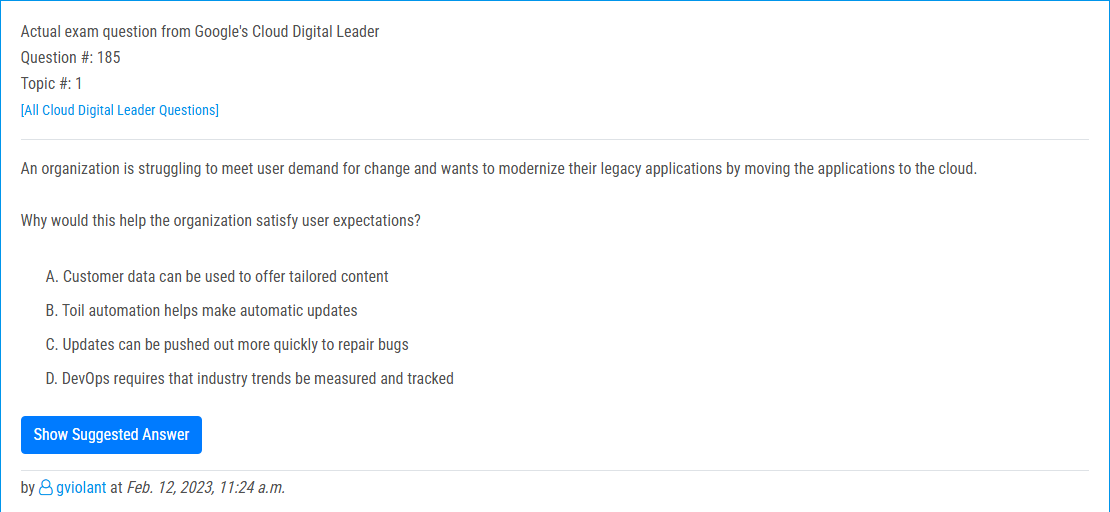 Actual exam question from Google's Cloud Digital Leader
Question #: 185
Topic #: 1
[All Cloud Digital Leader Questions]
An organization is struggling to meet user demand for change and wants to modernize their legacy applications by moving the applications to the cloud.
Why would this help the organization satisfy user expectations?
A. Customer data can be used to offer tailored content
B. Toil automation helps make automatic updates
C. Updates can be pushed out more quickly to repair bugs
D. DevOps requires that industry trends be measured and tracked
Show Suggested Answer
by gviolant at Feb. 12, 2023, 11:24 a.m.